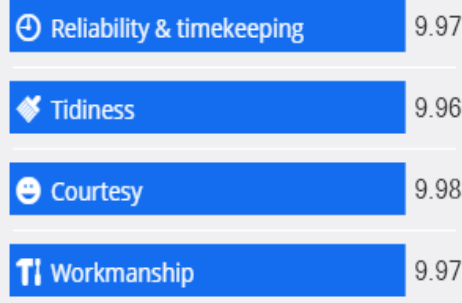 Reliability & timekeeping 9.97
Tidiness 9.96
Courtesy 9.98
Workmanship 9.97